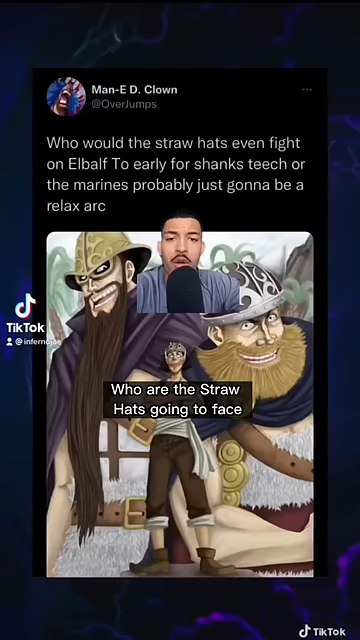 Man-E D. Clown
@OverJumps
Who would the straw hats even fight
on Elbalf To early for shanks teech or
the marines probably just gonna be a
relax arc
TikTok
Who are the Straw
Hats going to face
TikTok